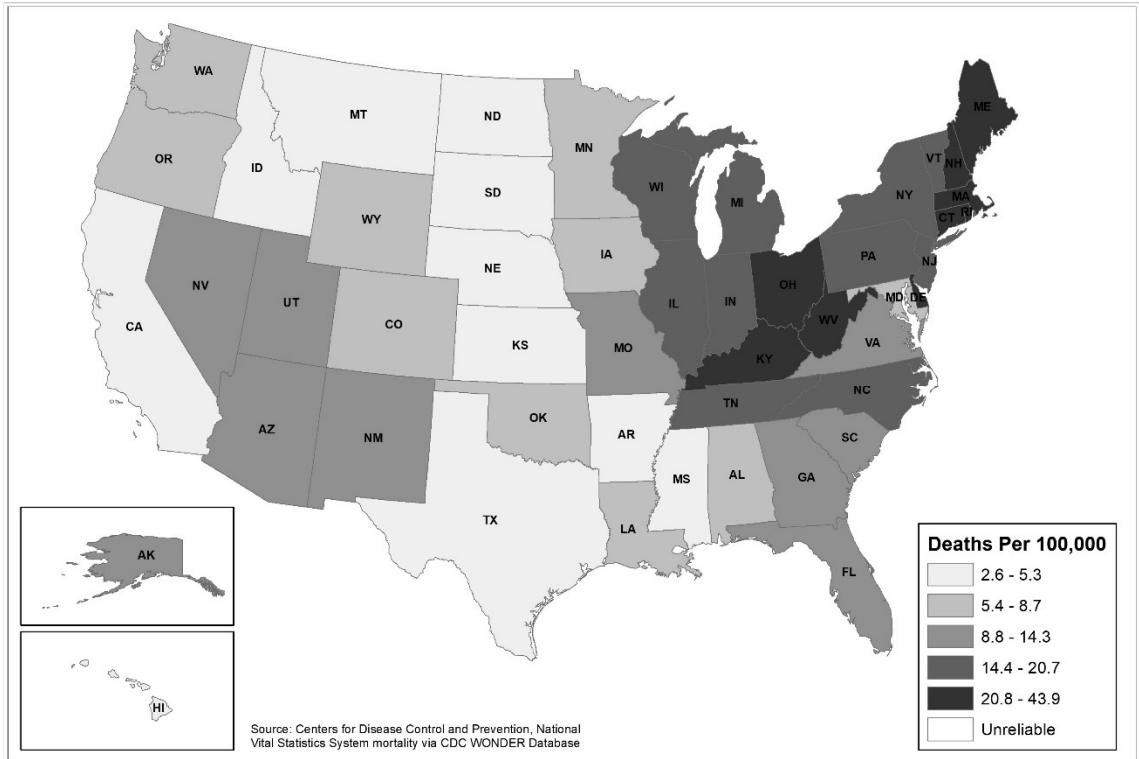 WA
MT
ND
MN
ME
OR
ID
SD
WI
MI
VT
NH
NY
MA
CT
RI
WY
IA
NE
PA
NJ
NV
UT
CO
IL
IN
OH
MD
DE
WV
CA
KS
MO
KY
VA
AZ
NM
OK
AR
TN
NC
SC
MS
AL
GA
TX
LA
FL
AK
HI
Deaths Per 100,000
2.6 - 5.3
5.4 - 8.7
8.8 - 14.3
14.4 - 20.7
20.8 - 43.9
Unreliable
Source: Centers for Disease Control and Prevention, National
Vital Statistics System mortality via CDC WONDER Database